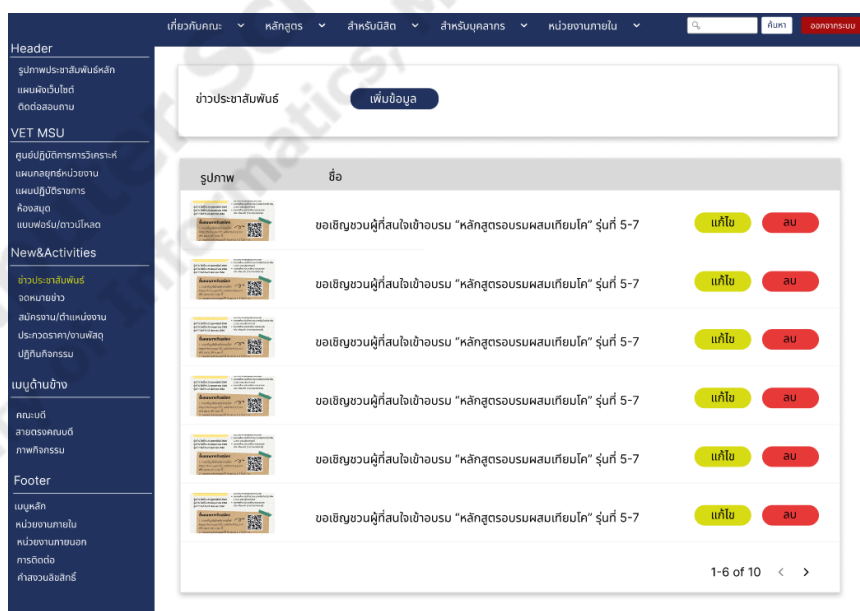 เกี่ยวกับคณะ หลักสูตร สำหรับนิสิต สำหรับบุคลากร หน่วยงานภายใน ค้นหา ออกจากระบบ
Header
รูปภาพประชาสัมพันธ์หลัก
แผนผังเว็บไซต์
ติดต่อสอบถาม
VET MSU
ศูนย์ปฏิบัติการการวิเคราะห์
แผนกลยุทธ์หน่วยงาน
แผนปฏิบัติราชการ
ห้องสมุด
แบบฟอร์ม/ดาวน์โหลด
New&Activities
ข่าวประชาสัมพันธ์
จดหมายข่าว
สมัครงาน/ตำแหน่งงาน
ประกวดราคา/งานพัสดุ
ปฏิทินกิจกรรม
เมนูด้านข้าง
คณะบดี
สายตรงคณบดี
ภาพกิจกรรม
Footer
เมนูหลัก
หน่วยงานภายใน
หน่วยงานภายนอก
การติดต่อ
คำสงวนลิขสิทธิ์
ข่าวประชาสัมพันธ์ เพิ่มข้อมูล
รูปภาพ ชื่อ
ขอเชิญชวนผู้ที่สนใจเข้าอบรม “หลักสูตรอบรมผสมเทียมโค” รุ่นที่ 5-7 แก้ไข ลบ
ขอเชิญชวนผู้ที่สนใจเข้าอบรม “หลักสูตรอบรมผสมเทียมโค” รุ่นที่ 5-7 แก้ไข ลบ
ขอเชิญชวนผู้ที่สนใจเข้าอบรม “หลักสูตรอบรมผสมเทียมโค” รุ่นที่ 5-7 แก้ไข ลบ
ขอเชิญชวนผู้ที่สนใจเข้าอบรม “หลักสูตรอบรมผสมเทียมโค” รุ่นที่ 5-7 แก้ไข ลบ
ขอเชิญชวนผู้ที่สนใจเข้าอบรม “หลักสูตรอบรมผสมเทียมโค” รุ่นที่ 5-7 แก้ไข ลบ
ขอเชิญชวนผู้ที่สนใจเข้าอบรม “หลักสูตรอบรมผสมเทียมโค” รุ่นที่ 5-7 แก้ไข ลบ
1-6 of 10